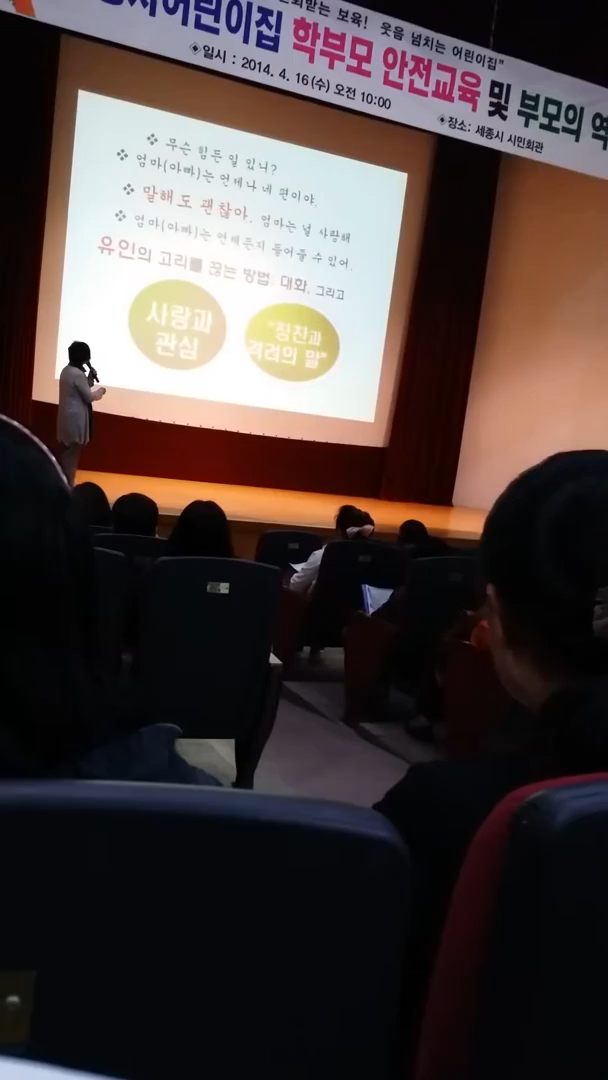 받는 보육! 웃음 넘치는 어린이집"
어린이집 학부모 안전교육 및 부모의 역
◈일시 : 2014. 4. 16(수) 오전 10:00
◈장소: 세종시 시민회관
❖ 무슨 힘든 일 있니?
❖ 엄마(아빠)는 언제나 네 편이야.
❖ 말해도 괜찮아. 엄마는 널 사랑해
❖ 엄마(아빠)는 언제든지 들어줄 수 있어.
유인의 고리를 끊는 방법: 대화, 그리고
사랑과
관심
"칭찬과
격려의 말"